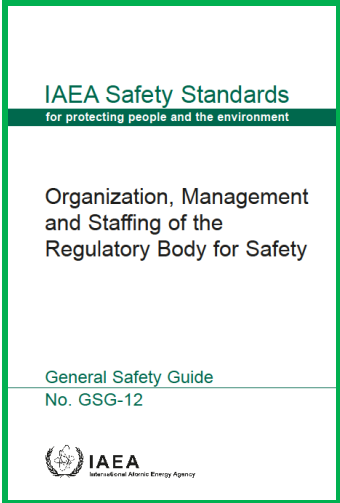 IAEA Safety Standards
for protecting people and the environment
Organization, Management
and Staffing of the
Regulatory Body for Safety
General Safety Guide
No. GSG-12
IAEA
International Atomic Energy Agency